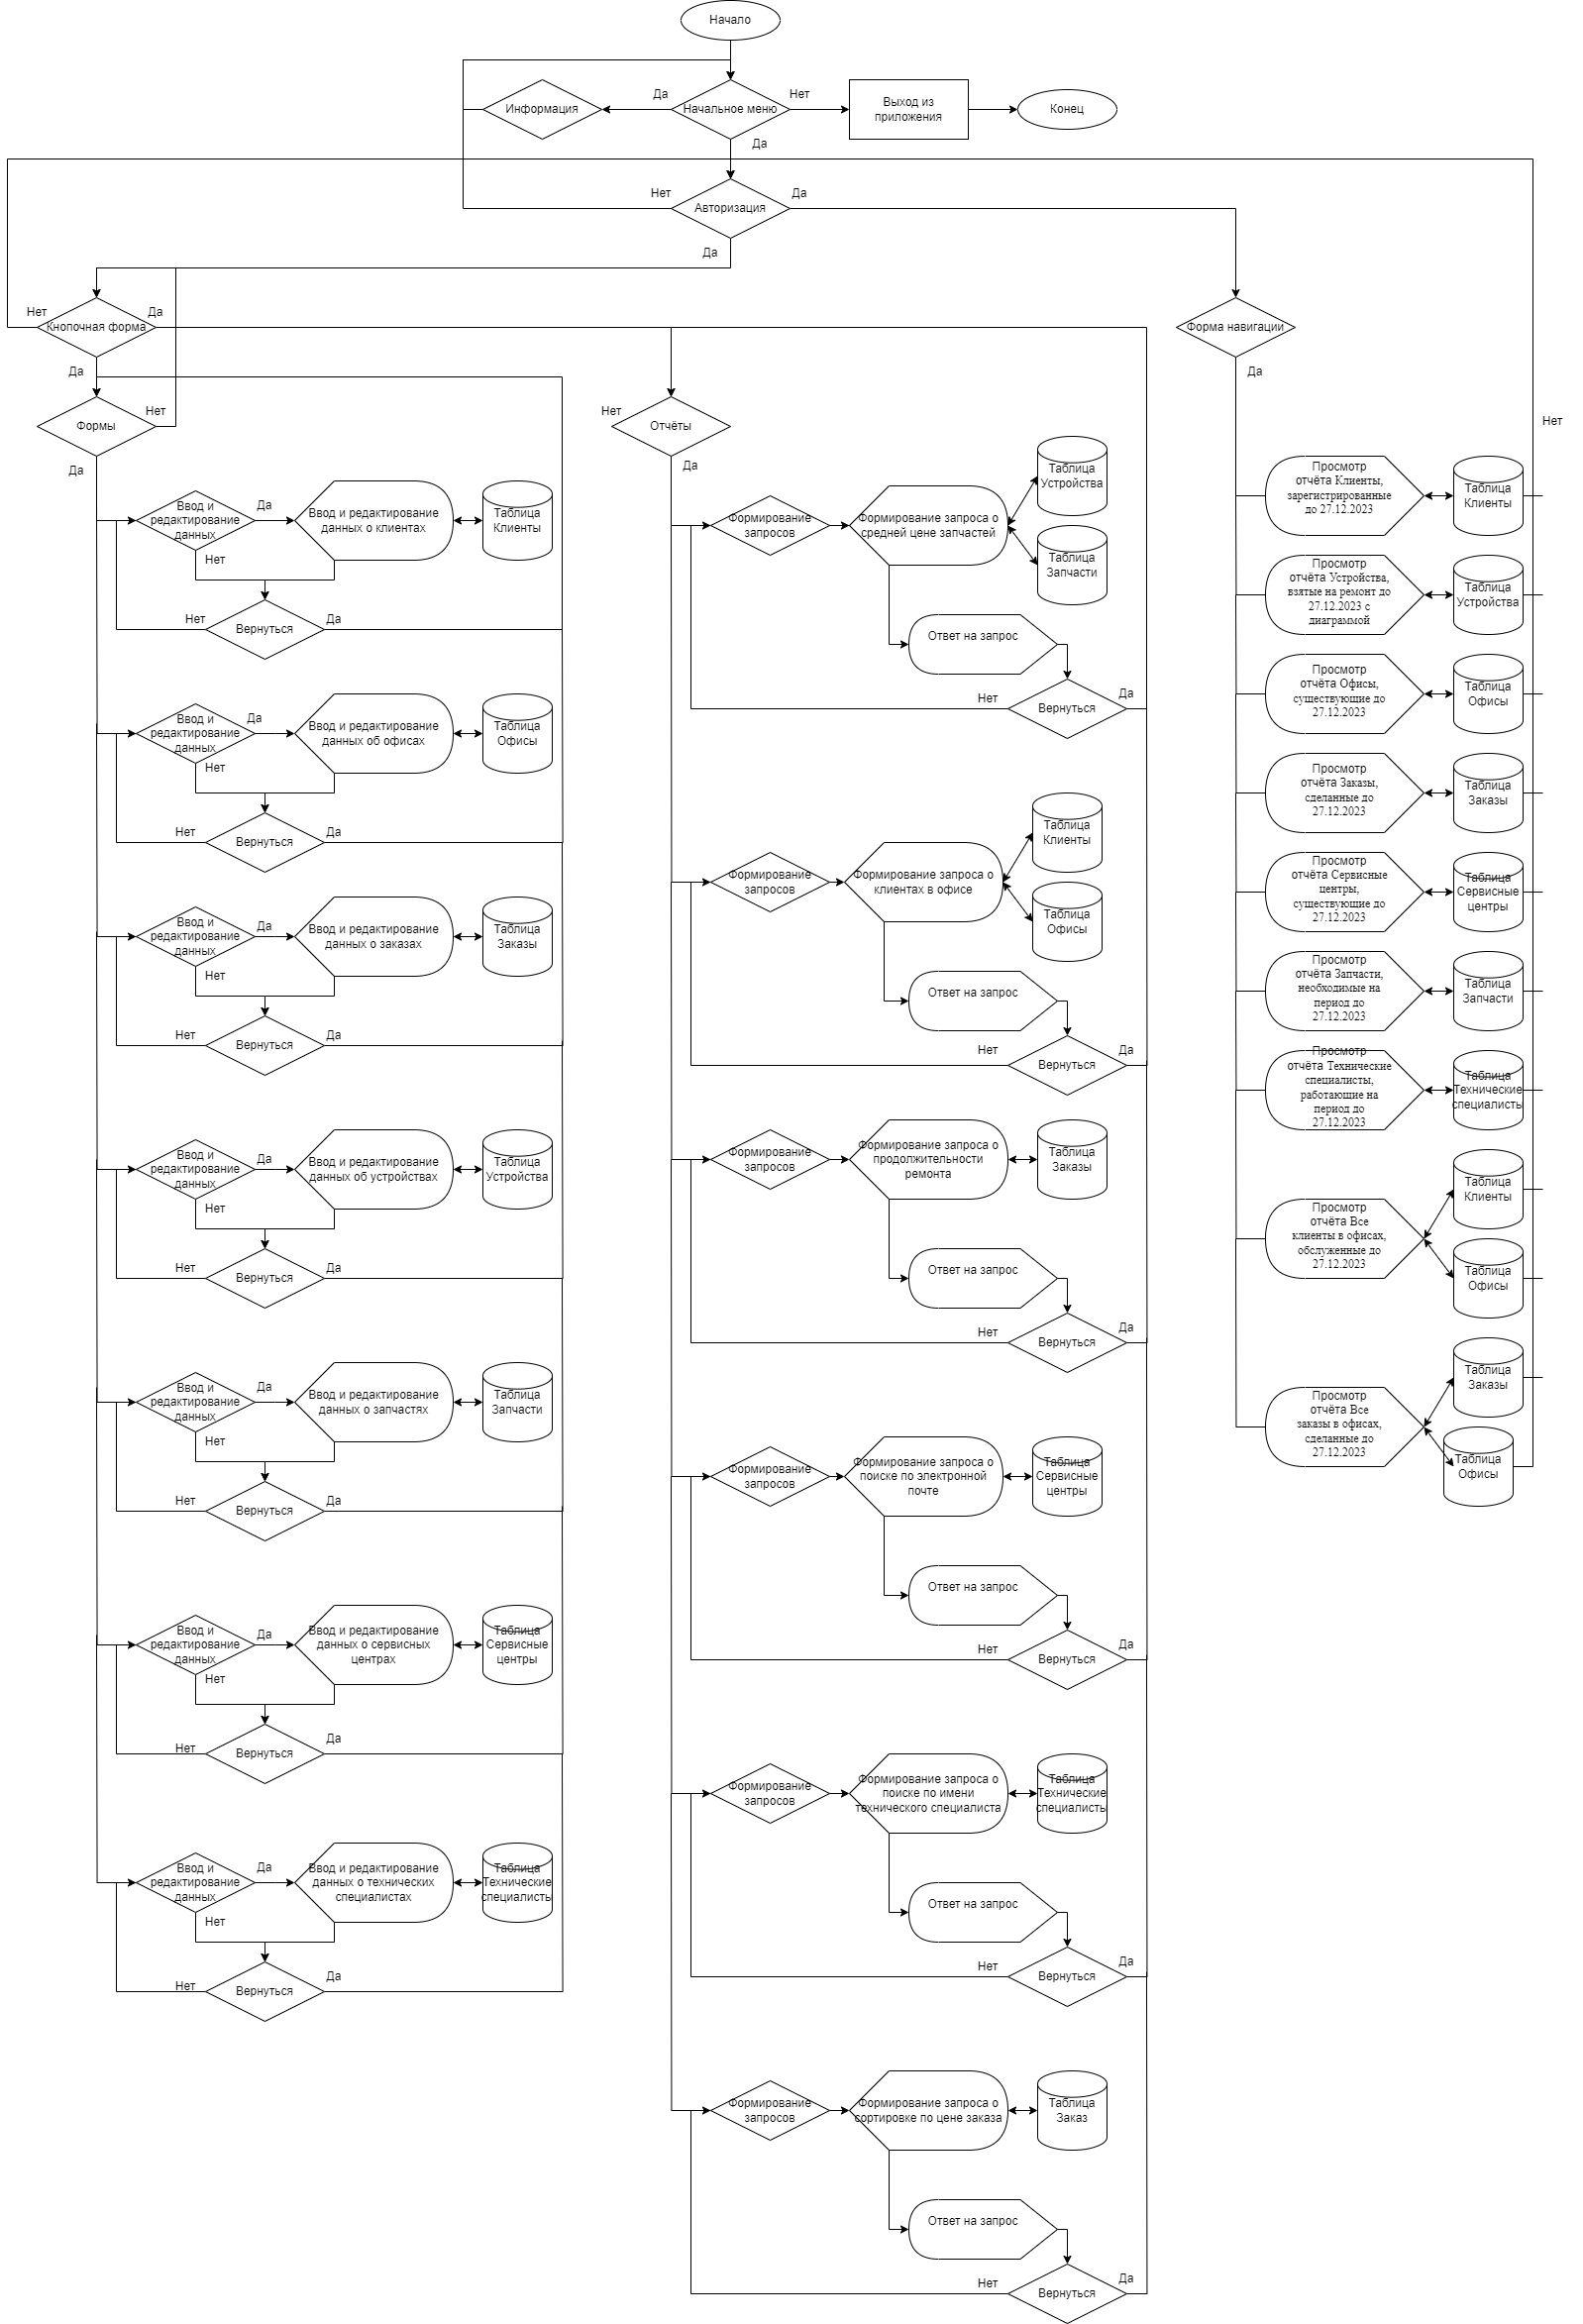 Начало
Информация
Да
Начальное меню
Нет
Выход из
приложения
Конец
Да
Нет
Авторизация
Да
Да
Нет
Кнопочная форма
Да
Форма навигации
Да
Да
Формы
Нет
Да
Нет
Отчёты
Да
Нет
Ввод и
редактирование
данных
Да
Ввод и редактирование
данных о клиентах
Таблица
Клиенты
Нет
Нет
Вернуться
Да
Ввод и
редактирование
данных
Да
Ввод и редактирование
данных об офисах
Таблица
Офисы
Нет
Нет
Вернуться
Да
Ввод и
редактирование
данных
Да
Ввод и редактирование
данных о заказах
Таблица
Заказы
Нет
Нет
Вернуться
Да
Ввод и
редактирование
данных
Да
Ввод и редактирование
данных об устройствах
Таблица
Устройства
Нет
Нет
Вернуться
Да
Ввод и
редактирование
данных
Да
Ввод и редактирование
данных о запчастях
Таблица
Запчасти
Нет
Нет
Вернуться
Да
Ввод и
редактирование
данных
Да
Ввод и редактирование
данных о сервисных
центрах
Таблица
Сервисные
центры
Нет
Нет
Вернуться
Да
Ввод и
редактирование
данных
Да
Ввод и редактирование
данных о технических
специалистах
Таблица
Технические
специалисты
Нет
Нет
Вернуться
Да
Формирование
запросов
Формирование запроса о
средней цене запчастей
Таблица
Устройства
Таблица
Запчасти
Ответ на запрос
Нет
Вернуться
Да
Формирование
запросов
Формирование запроса о
клиентах в офисе
Таблица
Клиенты
Таблица
Офисы
Ответ на запрос
Нет
Вернуться
Да
Формирование
запросов
Формирование запроса о
продолжительности
ремонта
Таблица
Заказы
Ответ на запрос
Нет
Вернуться
Да
Формирование
запросов
Формирование запроса о
поиске по электронной
почте
Таблица
Сервисные
центры
Ответ на запрос
Нет
Вернуться
Да
Формирование
запросов
Формирование запроса о
поиске по имени
технического специалиста
Таблица
Технические
специалисты
Ответ на запрос
Нет
Вернуться
Да
Формирование
запросов
Формирование запроса о
сортировке по цене заказа
Таблица
Заказ
Ответ на запрос
Нет
Вернуться
Да
Просмотр
отчёта Клиенты,
зарегистрированные
до 27.12.2023
Таблица
Клиенты
Просмотр
отчёта Устройства,
взятые на ремонт до
27.12.2023 с
диаграммой
Таблица
Устройства
Просмотр
отчёта Офисы,
существующие до
27.12.2023
Таблица
Офисы
Просмотр
отчёта Заказы,
сделанные до
27.12.2023
Таблица
Заказы
Просмотр
отчёта Сервисные
центры,
существующие до
27.12.2023
Таблица
Сервисные
центры
Просмотр
отчёта Запчасти,
необходимые на
период до
27.12.2023
Таблица
Запчасти
Просмотр
отчёта Технические
специалисты,
работающие на
период до
27.12.2023
Таблица
Технические
специалисты
Просмотр
отчёта Все
клиенты в офисах,
обслуженные до
27.12.2023
Таблица
Клиенты
Таблица
Офисы
Просмотр
отчёта Все
заказы в офисах,
сделанные до
27.12.2023
Таблица
Заказы
Таблица
Офисы